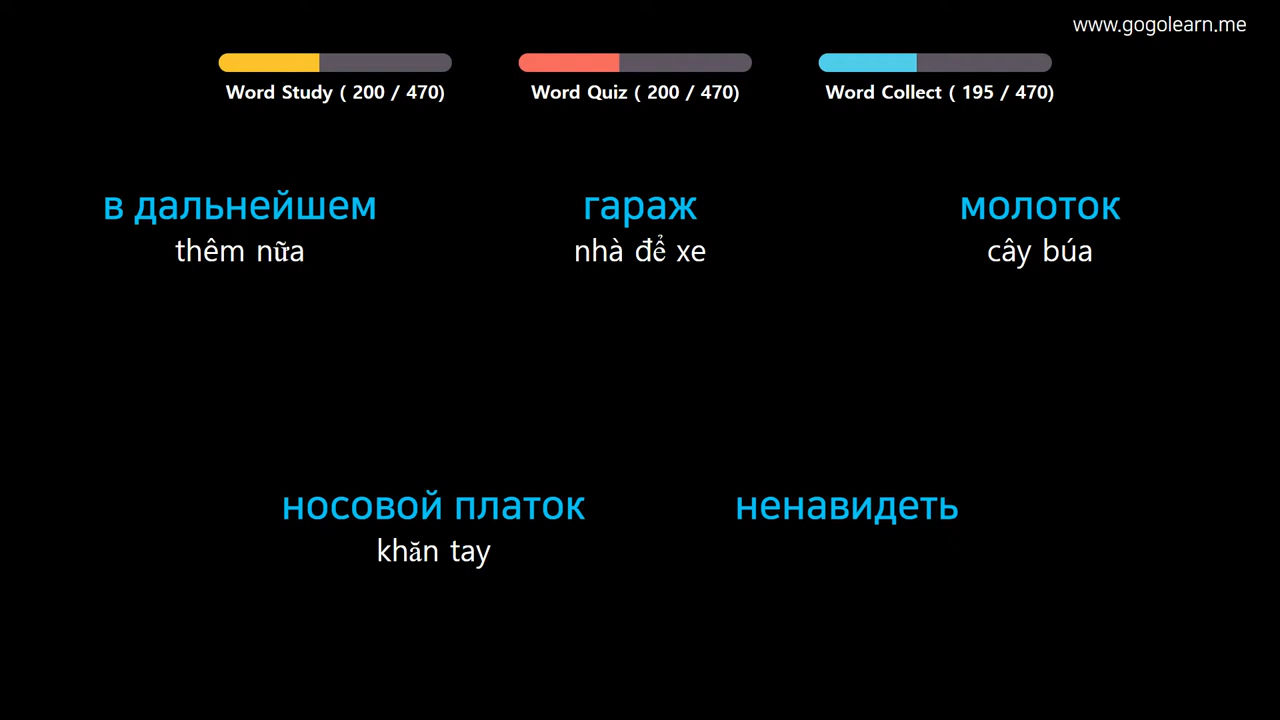 www.gogolearn.me
Word Study ( 200 / 470)
Word Quiz ( 200 / 470)
Word Collect ( 195 / 470)
в дальнейшем
thêm nữa
гараж
nhà để xe
молоток
cây búa
носовой платок
khăn tay
ненавидеть